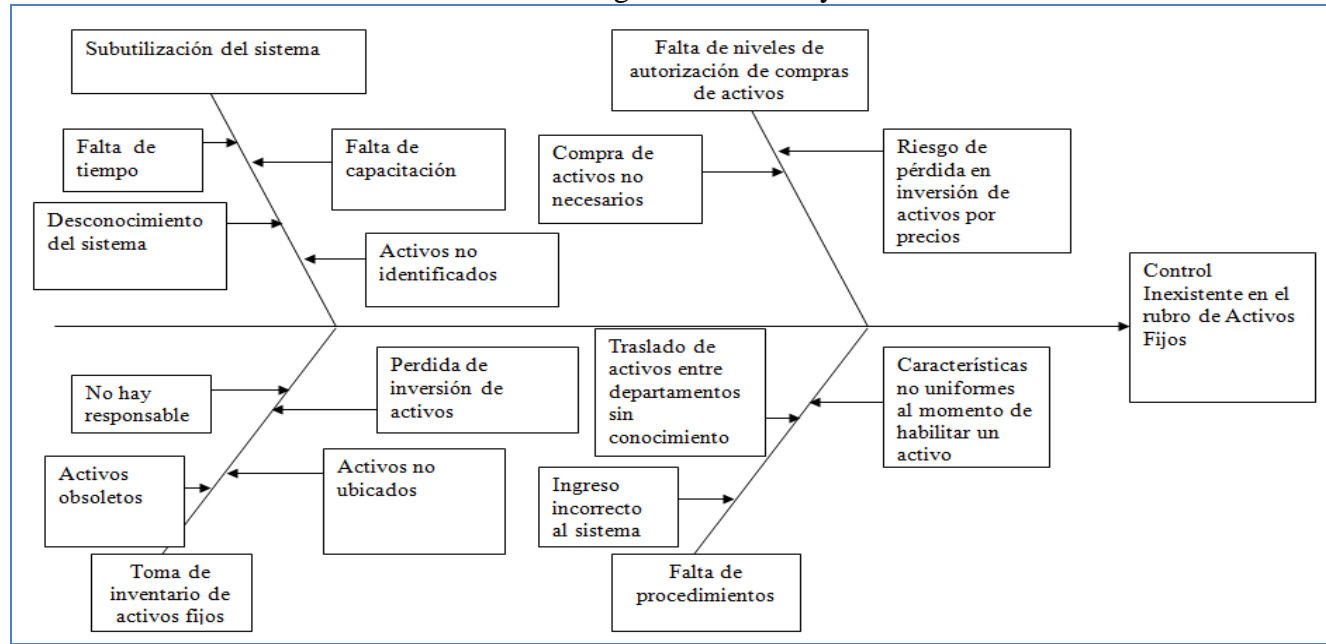 Subutilización del sistema
Falta de niveles de
autorización de compras
de activos
Falta de
tiempo
Falta de
capacitación
Desconocimiento
del sistema
Activos no
identificados
Compra de
activos no
necesarios
Riesgo de
pérdida en
inversión de
activos por
precios
Control
Inexistente en el
rubro de Activos
Fijos
No hay
responsable
Perdida de
inversión de
activos
Activos
obsoletos
Activos no
ubicados
Toma de
inventario de
activos fijos
Traslado de
activos entre
departamentos
sin
conocimiento
Características
no uniformes
al momento de
habilitar un
activo
Ingreso
incorrecto
al sistema
Falta de
procedimientos